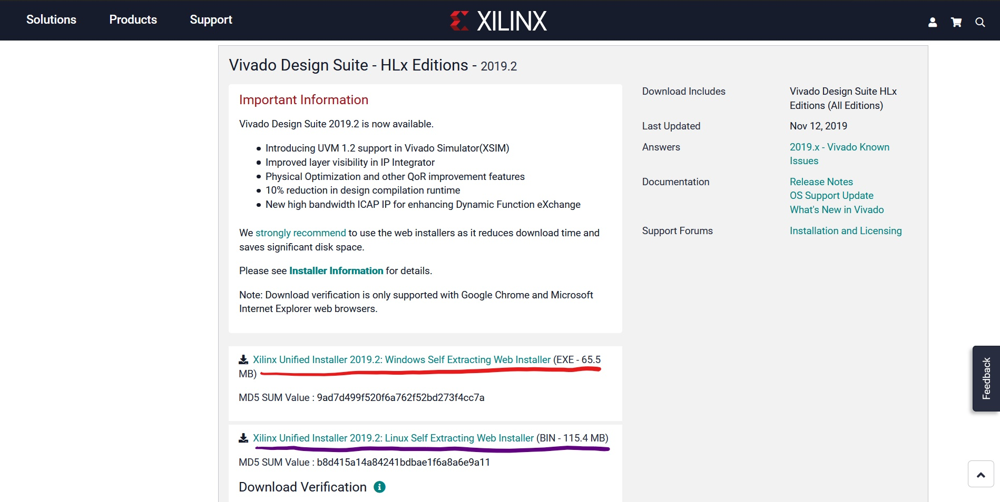 Solutions
Products
Support
XILINX
Vivado Design Suite - HLx Editions - 2019.2
Important Information
Vivado Design Suite 2019.2 is now available.
Introducing UVM 1.2 support in Vivado Simulator(XSIM)
Improved layer visibility in IP Integrator
Physical Optimization and other QoR improvement features
10% reduction in design compilation runtime
New high bandwidth ICAP IP for enhancing Dynamic Function eXchange
We strongly recommend to use the web installers as it reduces download time and
saves significant disk space.
Please see Installer Information for details.
Note: Download verification is only supported with Google Chrome and Microsoft
Internet Explorer web browsers.
Xilinx Unified Installer 2019.2: Windows Self Extracting Web Installer (EXE - 65.5
MB)
MD5 SUM Value : 9ad7d499f520f6a762f52bd273f4cc7a
Xilinx Unified Installer 2019.2: Linux Self Extracting Web Installer (BIN - 115.4 MB)
MD5 SUM Value : b8d415a14a84241bdbae1f6a8a6e9a11
Download Verification
Download Includes
Vivado Design Suite HLx
Editions (All Editions)
Last Updated
Nov 12, 2019
Answers
2019.x - Vivado Known
Issues
Documentation
Release Notes
OS Support Update
What's New in Vivado
Support Forums
Installation and Licensing
Feedback